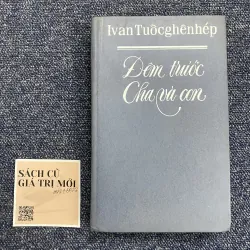 Ivan Tuốcghênhép
Đêm trước
Cha và con
SÁCH CŨ
GIÁ TRỊ MỚI